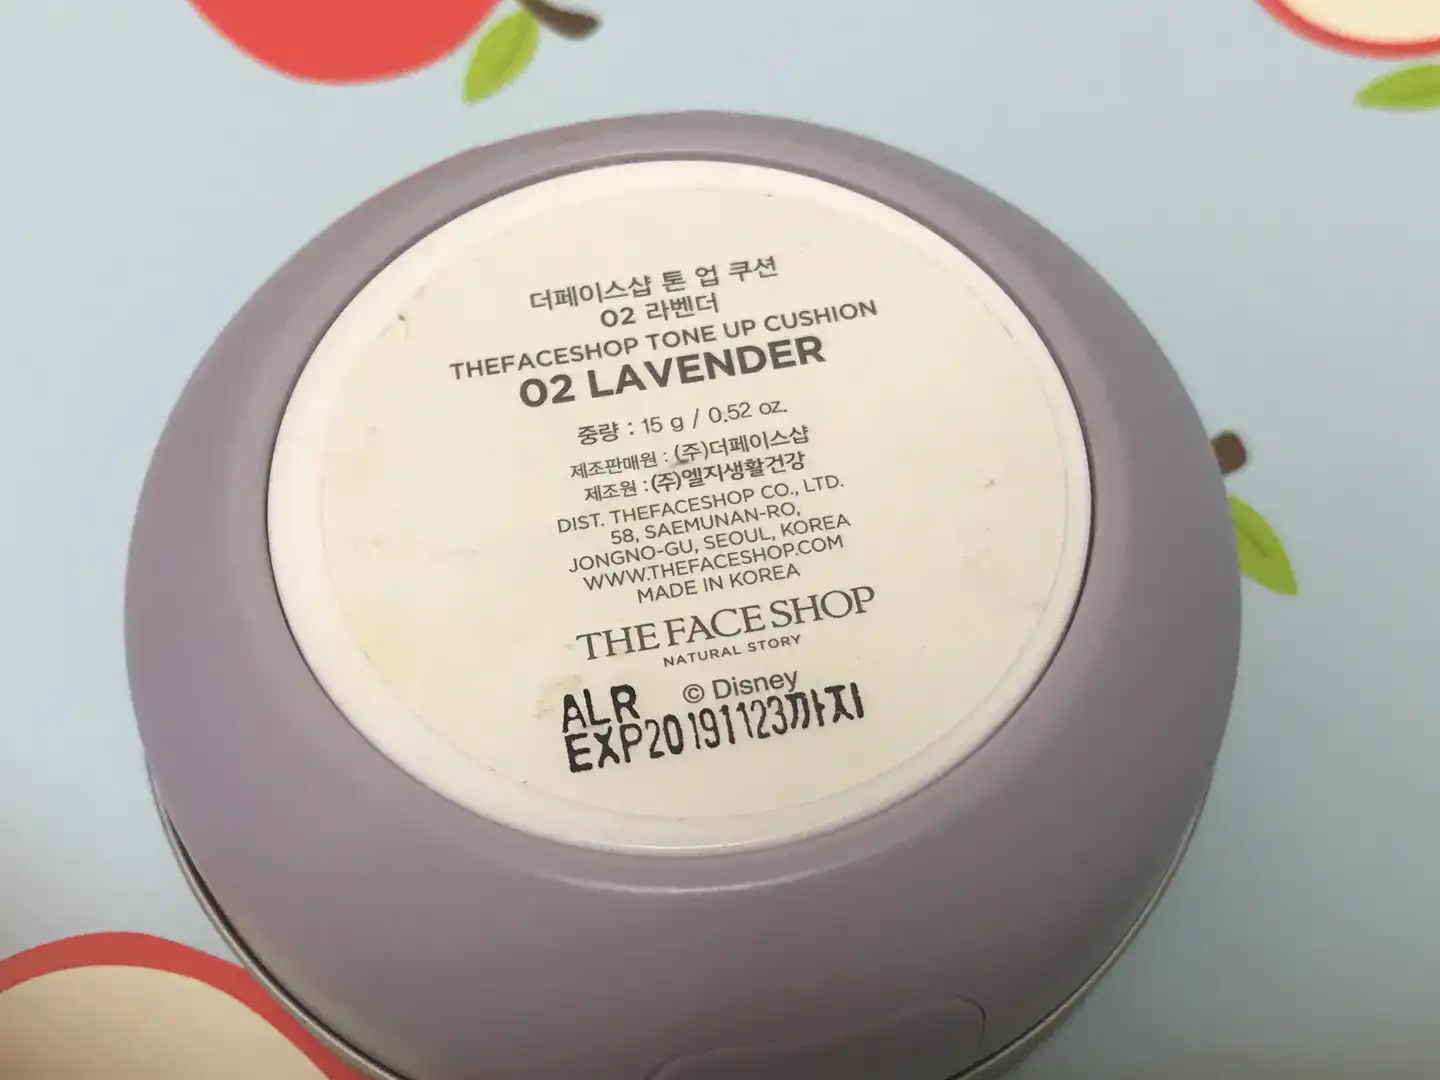 더페이스샵 톤 업 쿠션
02 라벤더
THEFACESHOP TONE UP CUSHION
02 LAVENDER
중량 : 15 g / 0.52 oz.
제조판매원 : (주)더페이스샵
제조원 : (주)엘지생활건강
DIST. THEFACESHOP CO., LTD.
58, SAEMUNAN-RO,
JONGNO-GU, SEOUL, KOREA
WWW.THEFACESHOP.COM
MADE IN KOREA
THE FACE SHOP
NATURAL STORY
© Disney
ALR
EXP20191123까지